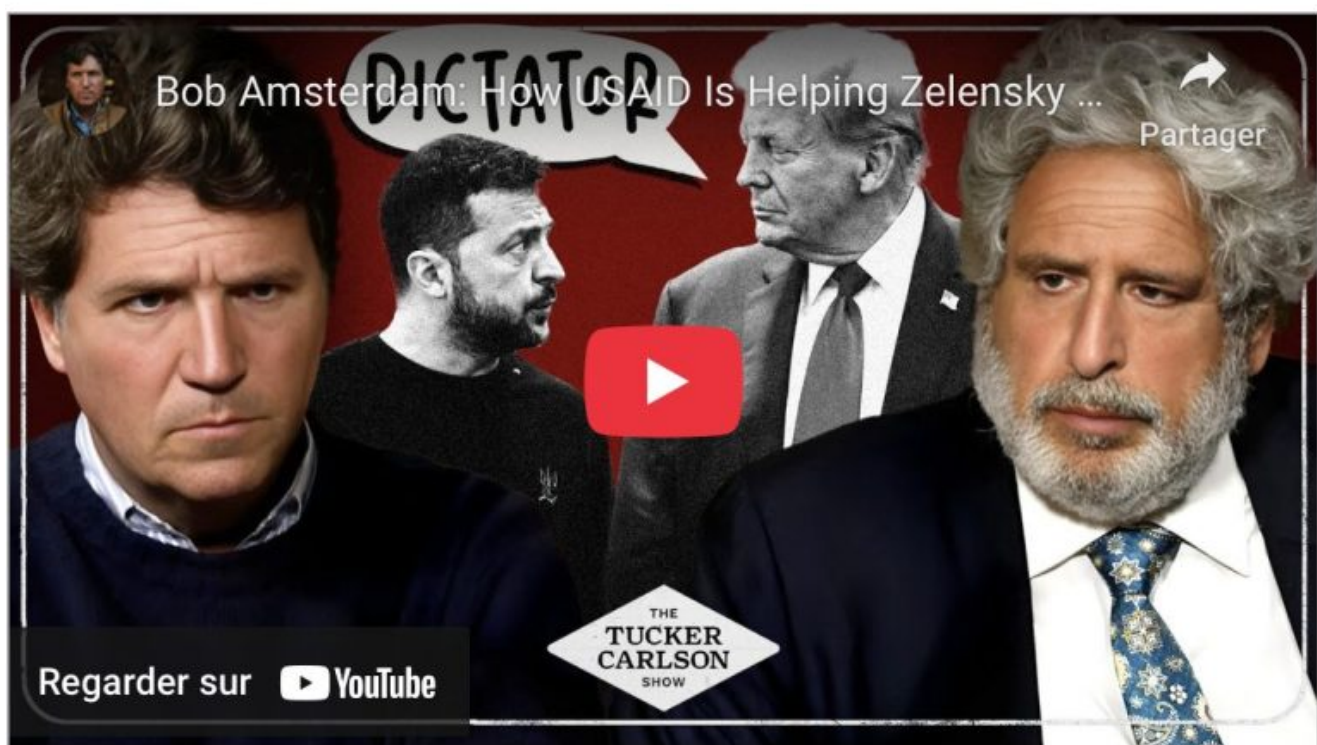 DICTATOR
Bob Amsterdam: How USAID Is Helping Zelensky ...
Partager
THE
TUCKER
CARLSON
SHOW
Regarder sur YouTube